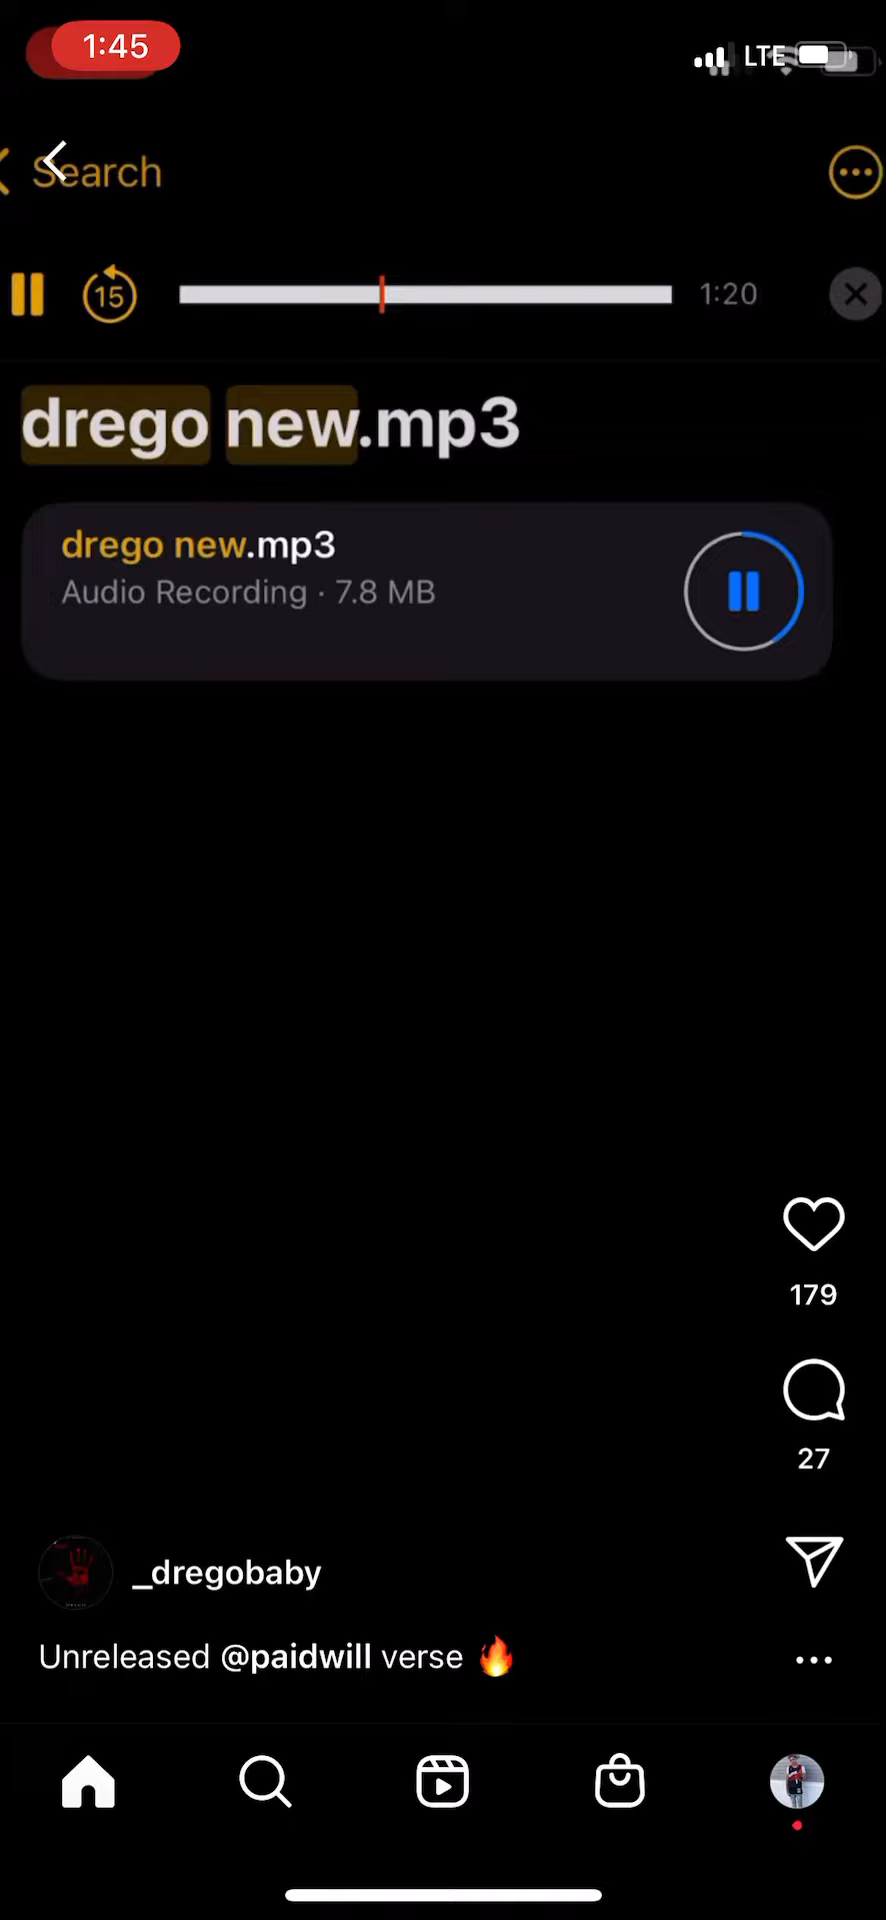 1:45
LTE
Search
15
1:20
drego new.mp3
drego new.mp3
Audio Recording · 7.8 MB
179
27
_dregobaby
Unreleased @paidwill verse 🔥